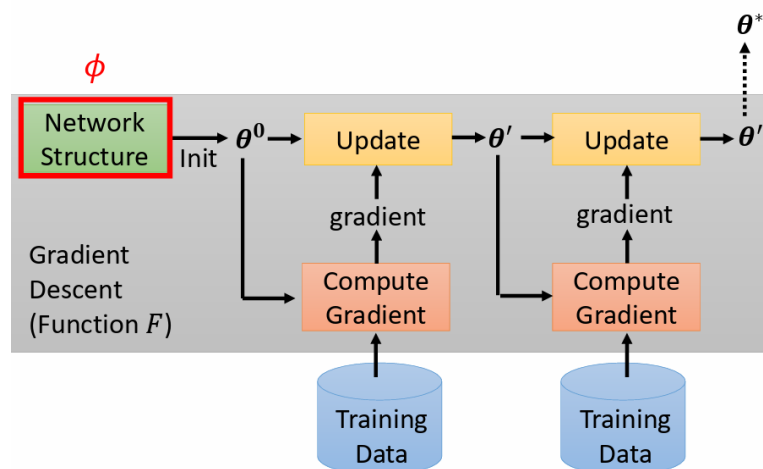 θ*
ϕ
Network
Structure
Init
θ⁰
Update
θ′
Update
θ′
gradient
gradient
Gradient
Descent
(Function F)
Compute
Gradient
Compute
Gradient
Training
Data
Training
Data